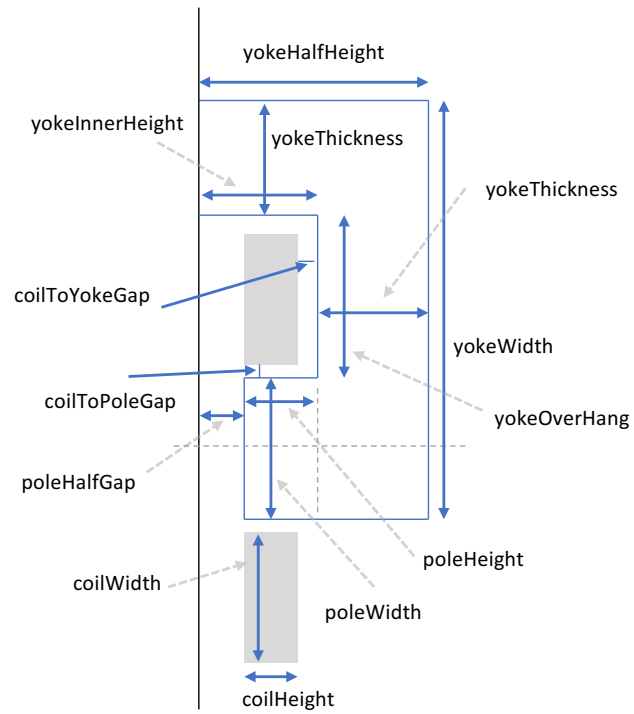 yokeHalfHeight
yokeInnerHeight
yokeThickness
yokeThickness
coilToYokeGap
yokeWidth
coilToPoleGap
yokeOverHang
poleHalfGap
poleHeight
coilWidth
poleWidth
coilHeight